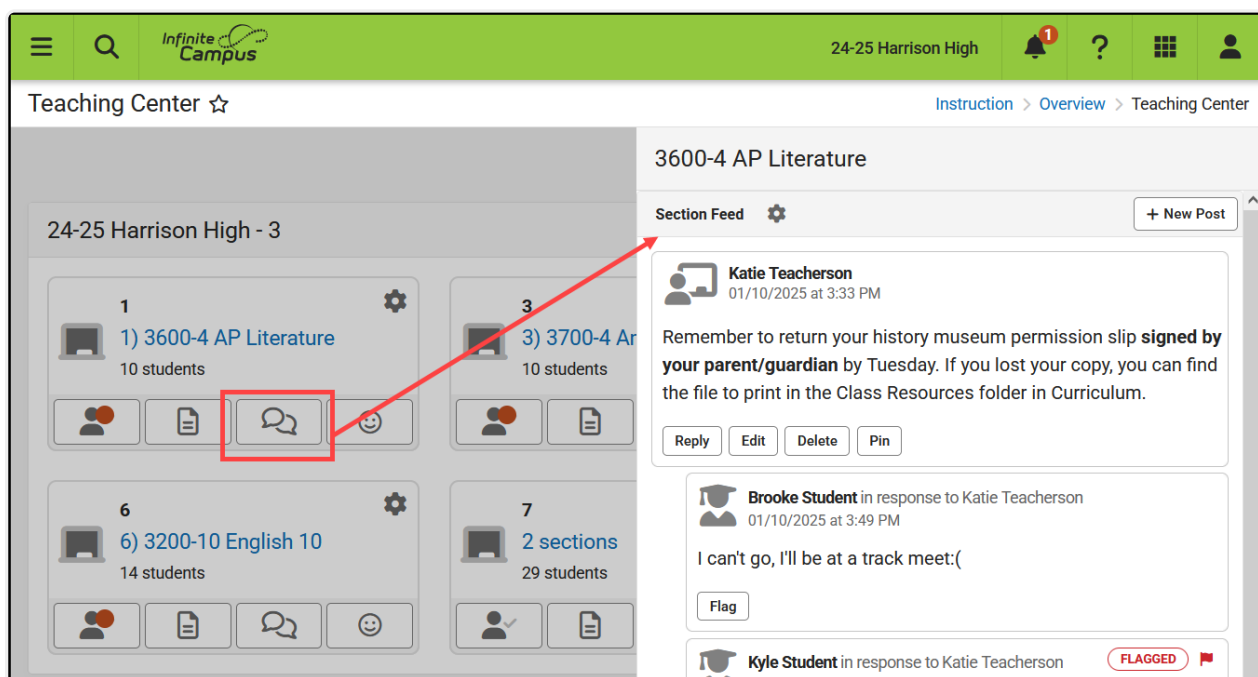 Infinite
Campus
24-25 Harrison High
1
?
Teaching Center
Instruction > Overview > Teaching Center
24-25 Harrison High - 3
1
1) 3600-4 AP Literature
10 students
3
3) 3700-4
10 students
6
6) 3200-10 English 10
14 students
7
2 sections
29 students
3600-4 AP Literature
Section Feed
+ New Post
Katie Teacherson
01/10/2025 at 3:33 PM
Remember to return your history museum permission slip signed by
your parent/guardian by Tuesday. If you lost your copy, you can find
the file to print in the Class Resources folder in Curriculum.
Reply Edit Delete Pin
Brooke Student in response to Katie Teacherson
01/10/2025 at 3:49 PM
I can't go, I'll be at a track meet:(
Flag
Kyle Student in response to Katie Teacherson
FLAGGED